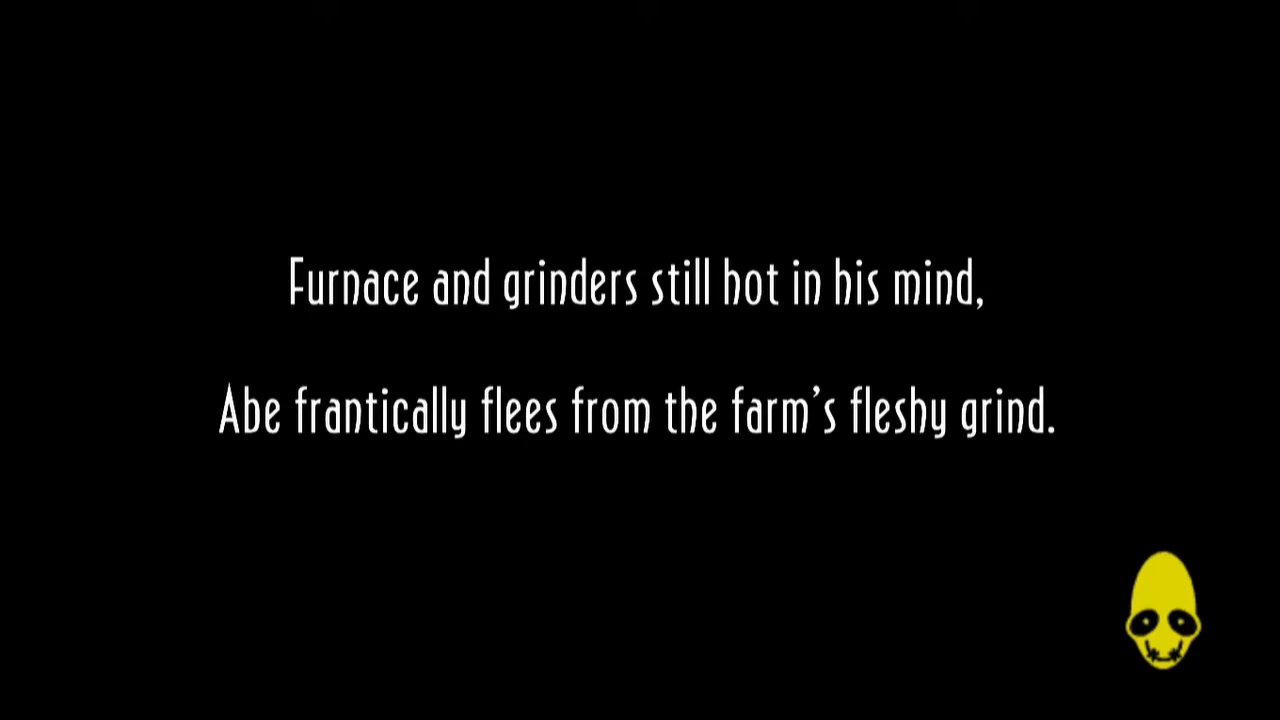 Furnace and grinders still hot in his mind,
Abe frantically flees from the farm’s fleshy grind.